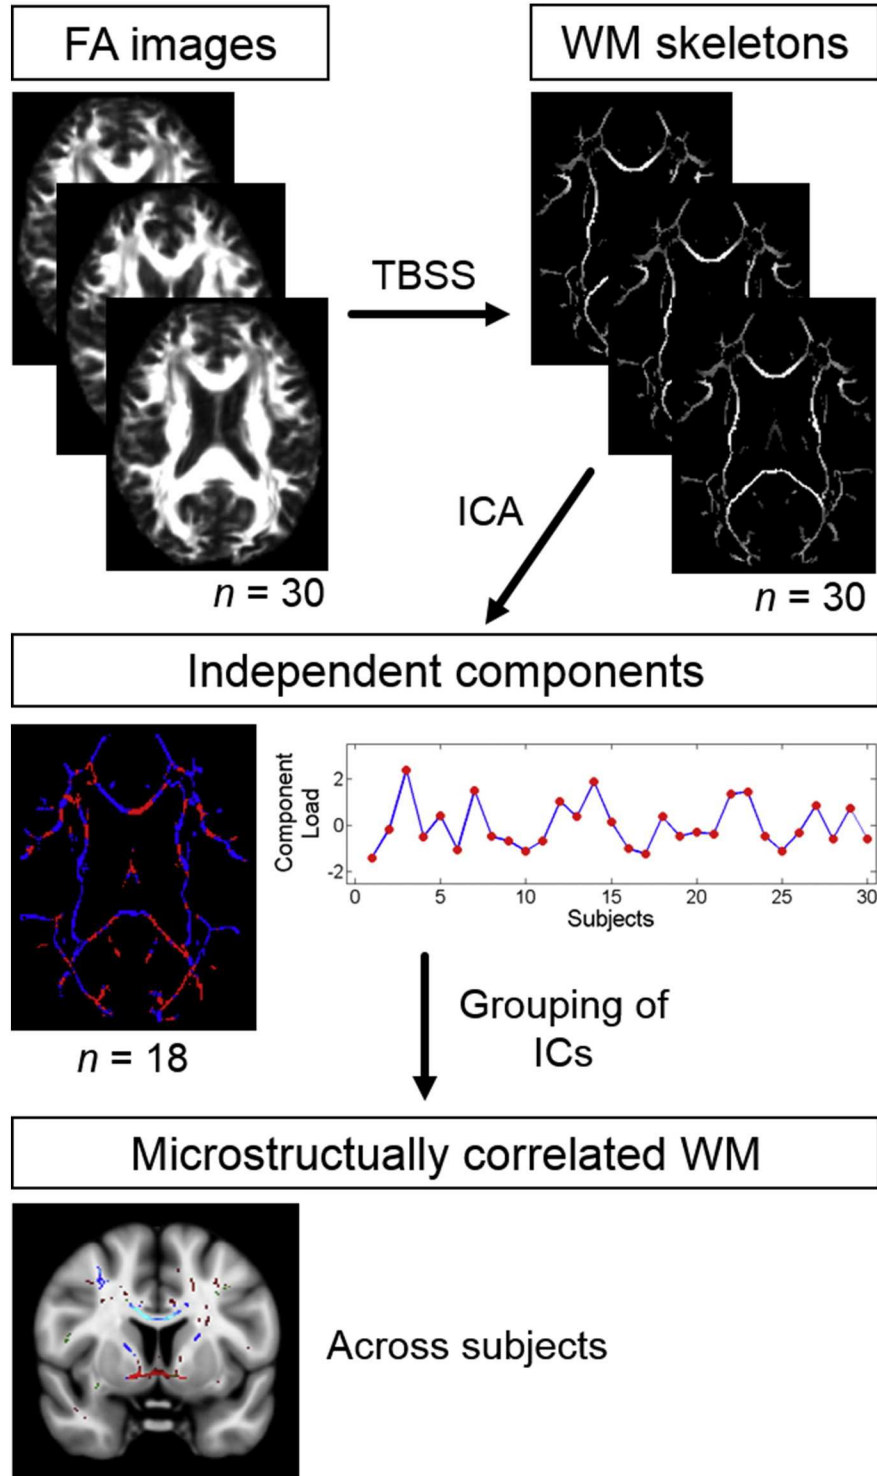 FA images
WM skeletons
TBSS
ICA
n = 30
n = 30
Independent components
Component
Load
2
0
-2
0 5 10 15 20 25 30
Subjects
n = 18
Grouping of
ICs
Microstructually correlated WM
Across subjects